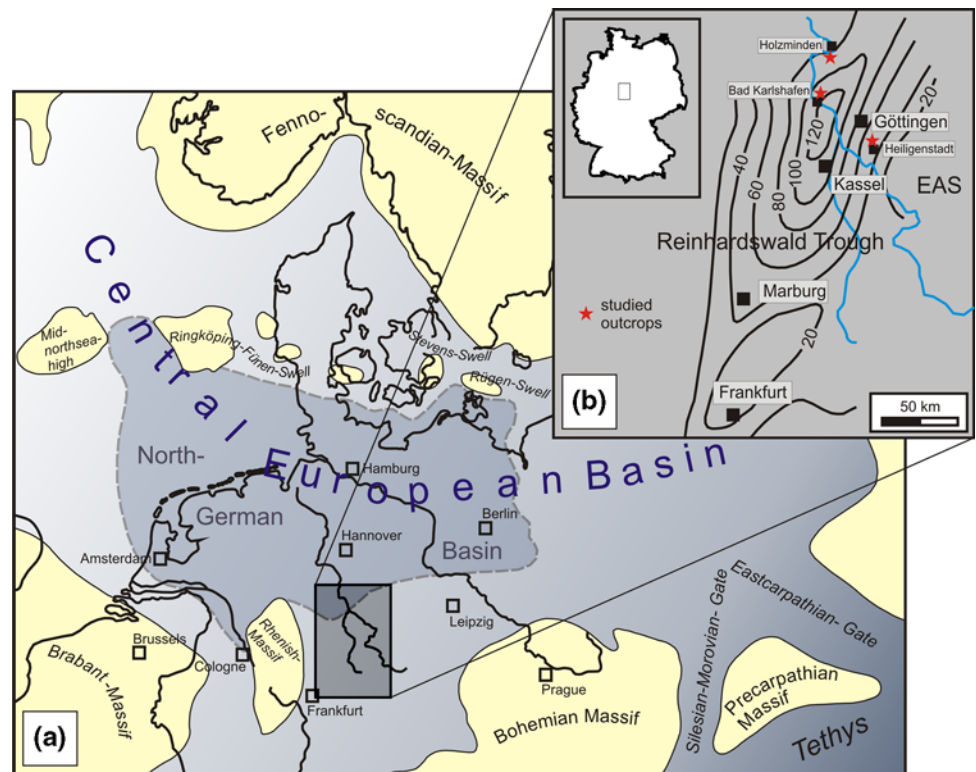 Fenno-
scandian-Massif
Central European Basin
Mid-
northsea-
high
Ringköping-Fünen-Swell
Stevens-Swell
Rügen-Swell
North-
German
Basin
Hamburg
Berlin
Hannover
Amsterdam
Leipzig
Brussels
Cologne
Brabant-Massif
Rhenish-
Massif
Frankfurt
Prague
Bohemian Massif
Silesian-Morovian-Gate
Eastcarpathian-Gate
Precarpathian
Massif
Tethys
(a)
Holzminden
Bad Karlshafen
Göttingen
Heiligenstadt
Kassel
EAS
120
100
80
60
40
20
Reinhardswald Trough
Marburg
studied
outcrops
20
Frankfurt
50 km
(b)